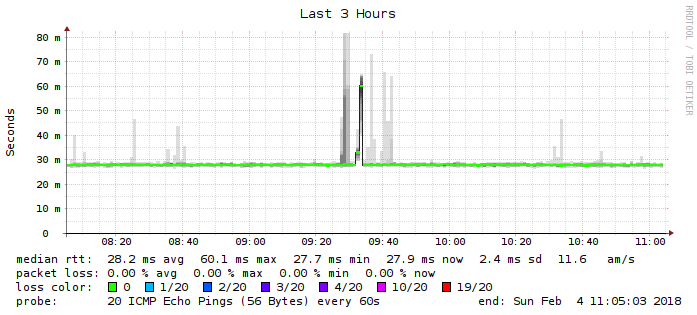 Last 3 Hours
RRDTOOL / TOBI OETIKER
Seconds
80 m
70 m
60 m
50 m
40 m
30 m
20 m
10 m
0
08:20 08:40 09:00 09:20 09:40 10:00 10:20 10:40 11:00
median rtt: 28.2 ms avg 60.1 ms max 27.7 ms min 27.9 ms now 2.4 ms sd 11.6 am/s
packet loss: 0.00 % avg 0.00 % max 0.00 % min 0.00 % now
loss color: 0 1/20 2/20 3/20 4/20 10/20 19/20
probe: 20 ICMP Echo Pings (56 Bytes) every 60s end: Sun Feb 4 11:05:03 2018